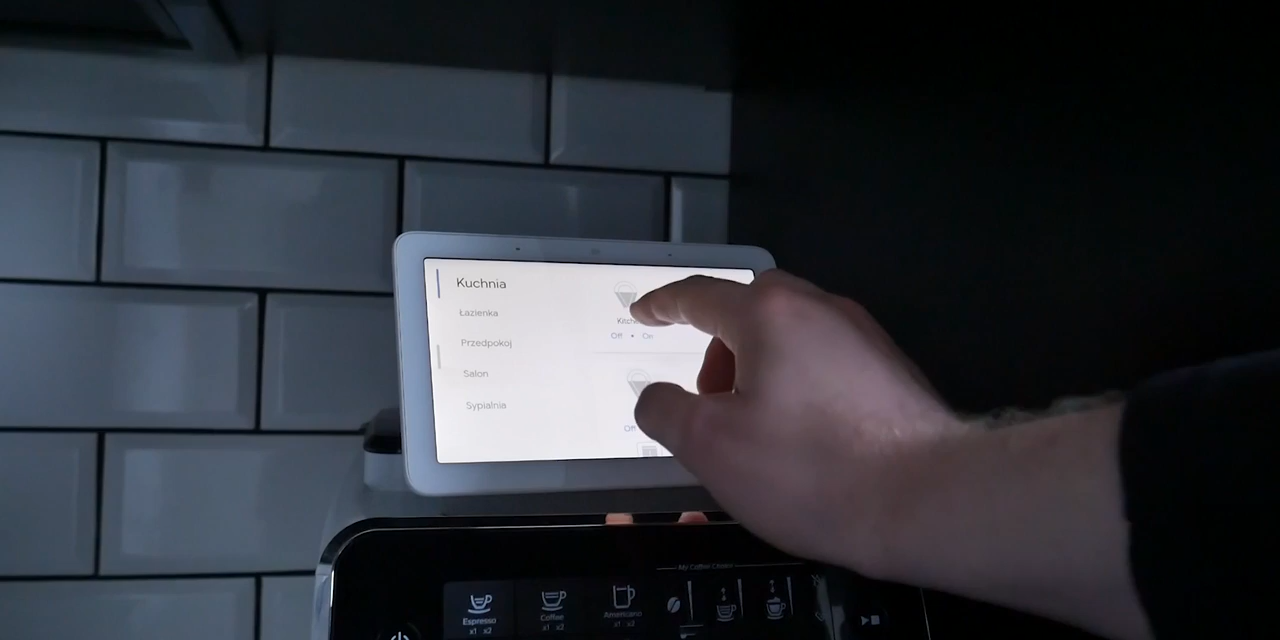 Kuchnia
Łazienka
Przedpokój
Salon
Sypialnia
Off • On
Off
My Coffee Choice
Espresso
x1 x2
Coffee
x1 x2
Americano
x1 x2